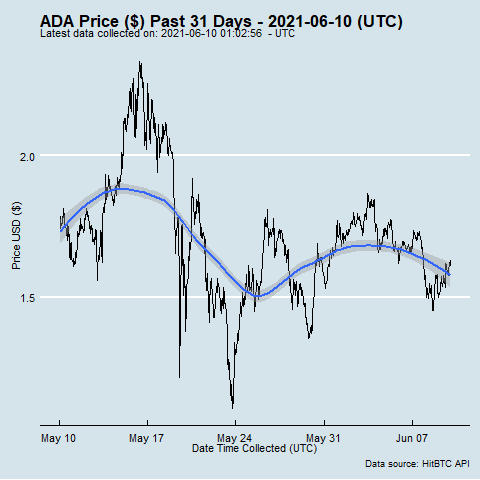 ADA Price ($) Past 31 Days - 2021-06-10 (UTC)
Latest data collected on: 2021-06-10 01:02:56 - UTC
Price USD ($)
2.0
1.5
May 10 May 17 May 24 May 31 Jun 07
Date Time Collected (UTC)
Data source: HitBTC API